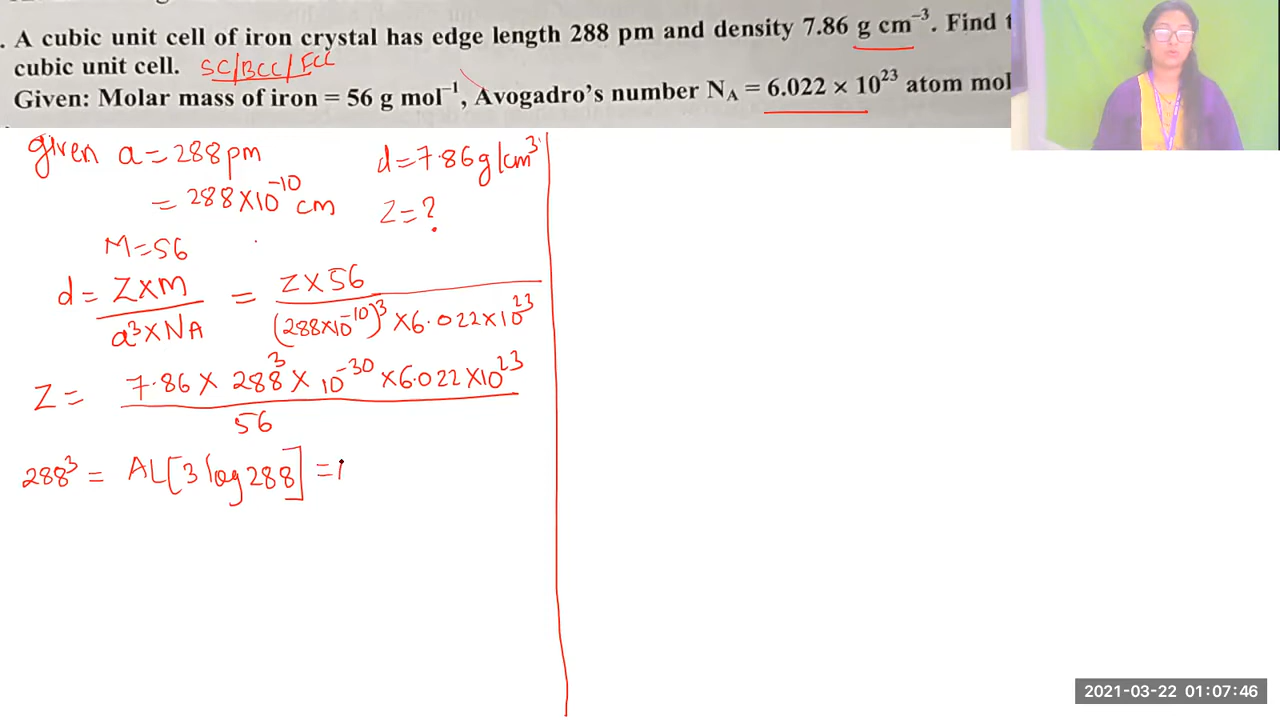 . A cubic unit cell of iron crystal has edge length 288 pm and density 7.86 g cm⁻³. Find t
cubic unit cell. SC/BCC/FCC
Given: Molar mass of iron = 56 g mol⁻¹, Avogadro's number N_A = 6.022 × 10²³ atom mol
given a = 288 pm
= 288×10⁻¹⁰ cm
d = 7.86 g/cm³
Z = ?
M = 56
d = Z×M / a³×NA = Z×56 / (288×10⁻¹⁰)³ × 6.022×10²³
Z = 7.86 × 288³ × 10⁻³⁰ × 6.022×10²³ / 56
288³ = AL[3 log 288] =
2021-03-22 01:07:46